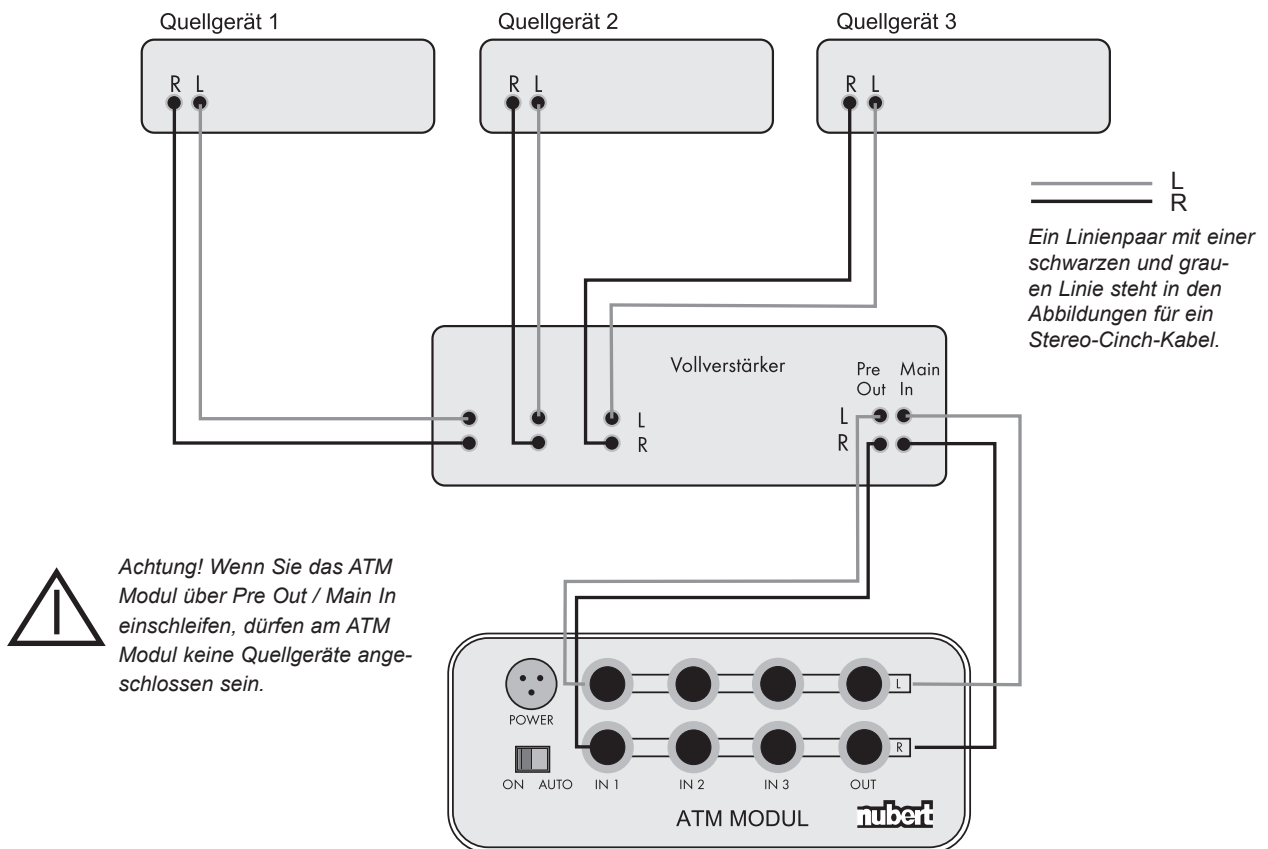 Quellgerät 1
Quellgerät 2
Quellgerät 3
R L
R L
R L
L
R
Ein Linienpaar mit einer
schwarzen und grau-
en Linie steht in den
Abbildungen für ein
Stereo-Cinch-Kabel.
Vollverstärker
Pre Main
Out In
L
R
L
R
Achtung! Wenn Sie das ATM
Modul über Pre Out / Main In
einschleifen, dürfen am ATM
Modul keine Quellgeräte ange-
schlossen sein.
L
POWER
R
ON AUTO IN 1 IN 2 IN 3 OUT
ATM MODUL nubert